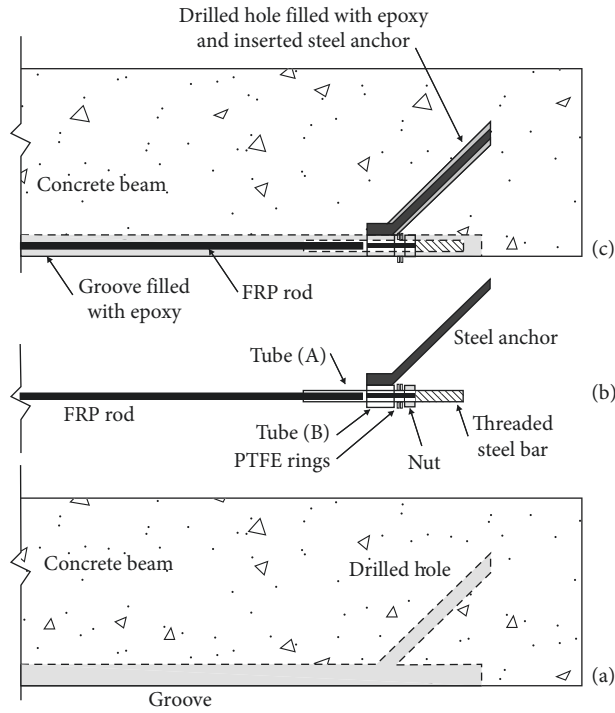 Drilled hole filled with epoxy
and inserted steel anchor
Concrete beam
(c)
Groove filled
with epoxy
FRP rod
Steel anchor
Tube (A)
(b)
FRP rod
Tube (B)
PTFE rings
Nut
Threaded
steel bar
Concrete beam
Drilled hole
(a)
Groove